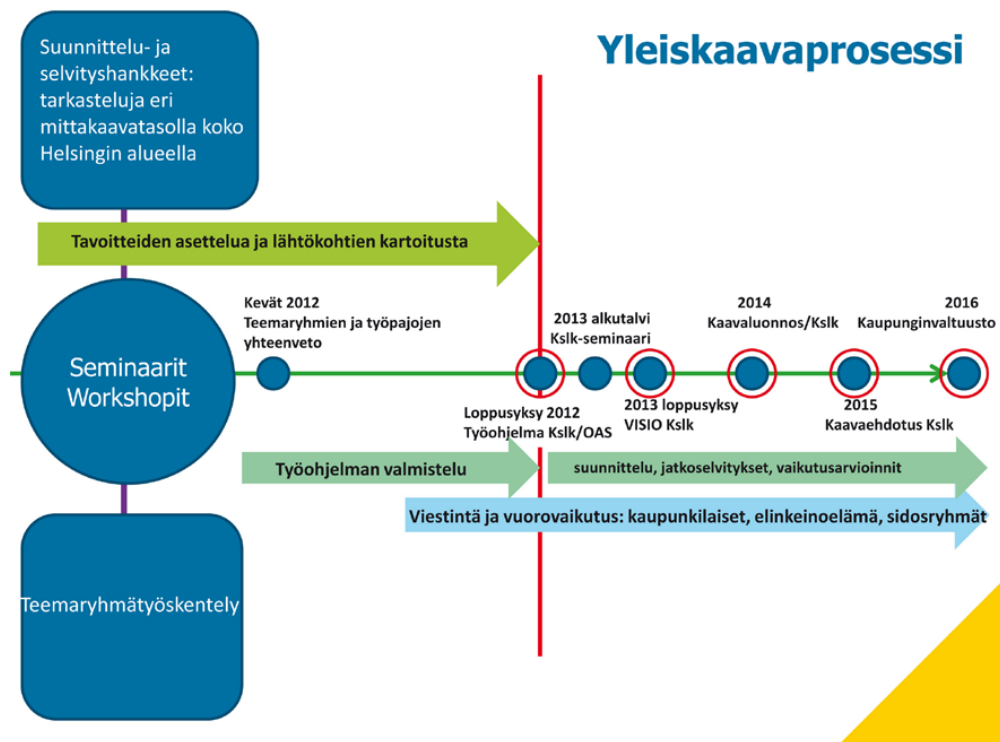 Yleiskaavaprosessi
Suunnittelu- ja
selvityshankkeet:
tarkasteluja eri
mittakaavatasolla koko
Helsingin alueella
Tavoitteiden asettelua ja lähtökohtien kartoitusta
Seminaarit
Workshopit
Kevät 2012
Teemaryhmien ja työpajojen
yhteenveto
Loppusyksy 2012
Työohjelma Kslk/OAS
2013 alkutalvi
Kslk-seminaari
2013 loppusyksy
VISIO Kslk
2014
Kaavaluonnos/Kslk
2015
Kaavaehdotus Kslk
2016
Kaupunginvaltuusto
Työohjelman valmistelu
suunnittelu, jatkoselvitykset, vaikutusarvioinnit
Viestintä ja vuorovaikutus: kaupunkilaiset, elinkeinoelämä, sidosryhmät
Teemaryhmätyöskentely